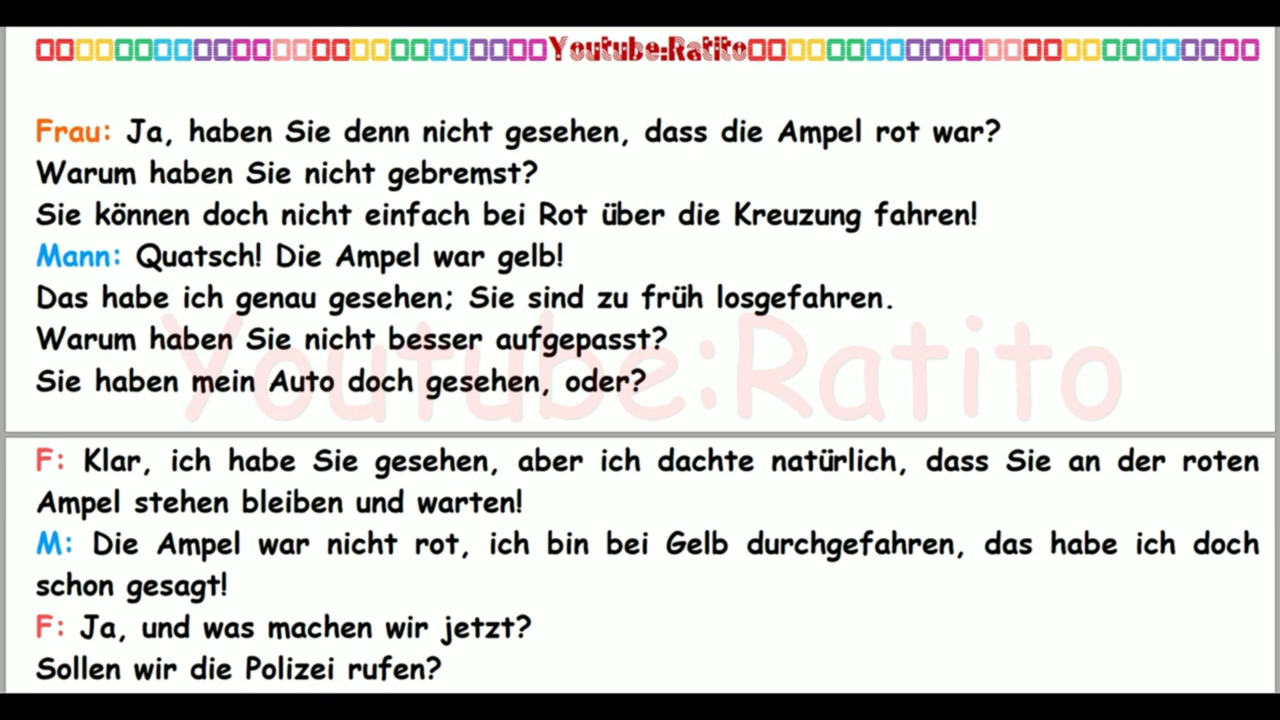 Youtube:Ratito
Frau: Ja, haben Sie denn nicht gesehen, dass die Ampel rot war?
Warum haben Sie nicht gebremst?
Sie können doch nicht einfach bei Rot über die Kreuzung fahren!
Mann: Quatsch! Die Ampel war gelb!
Das habe ich genau gesehen; Sie sind zu früh losgefahren.
Warum haben Sie nicht besser aufgepasst?
Youtube:Ratito
Sie haben mein Auto doch gesehen, oder?
F: Klar, ich habe Sie gesehen, aber ich dachte natürlich, dass Sie an der roten
Ampel stehen bleiben und warten!
M: Die Ampel war nicht rot, ich bin bei Gelb durchgefahren, das habe ich doch
schon gesagt!
F: Ja, und was machen wir jetzt?
Sollen wir die Polizei rufen?